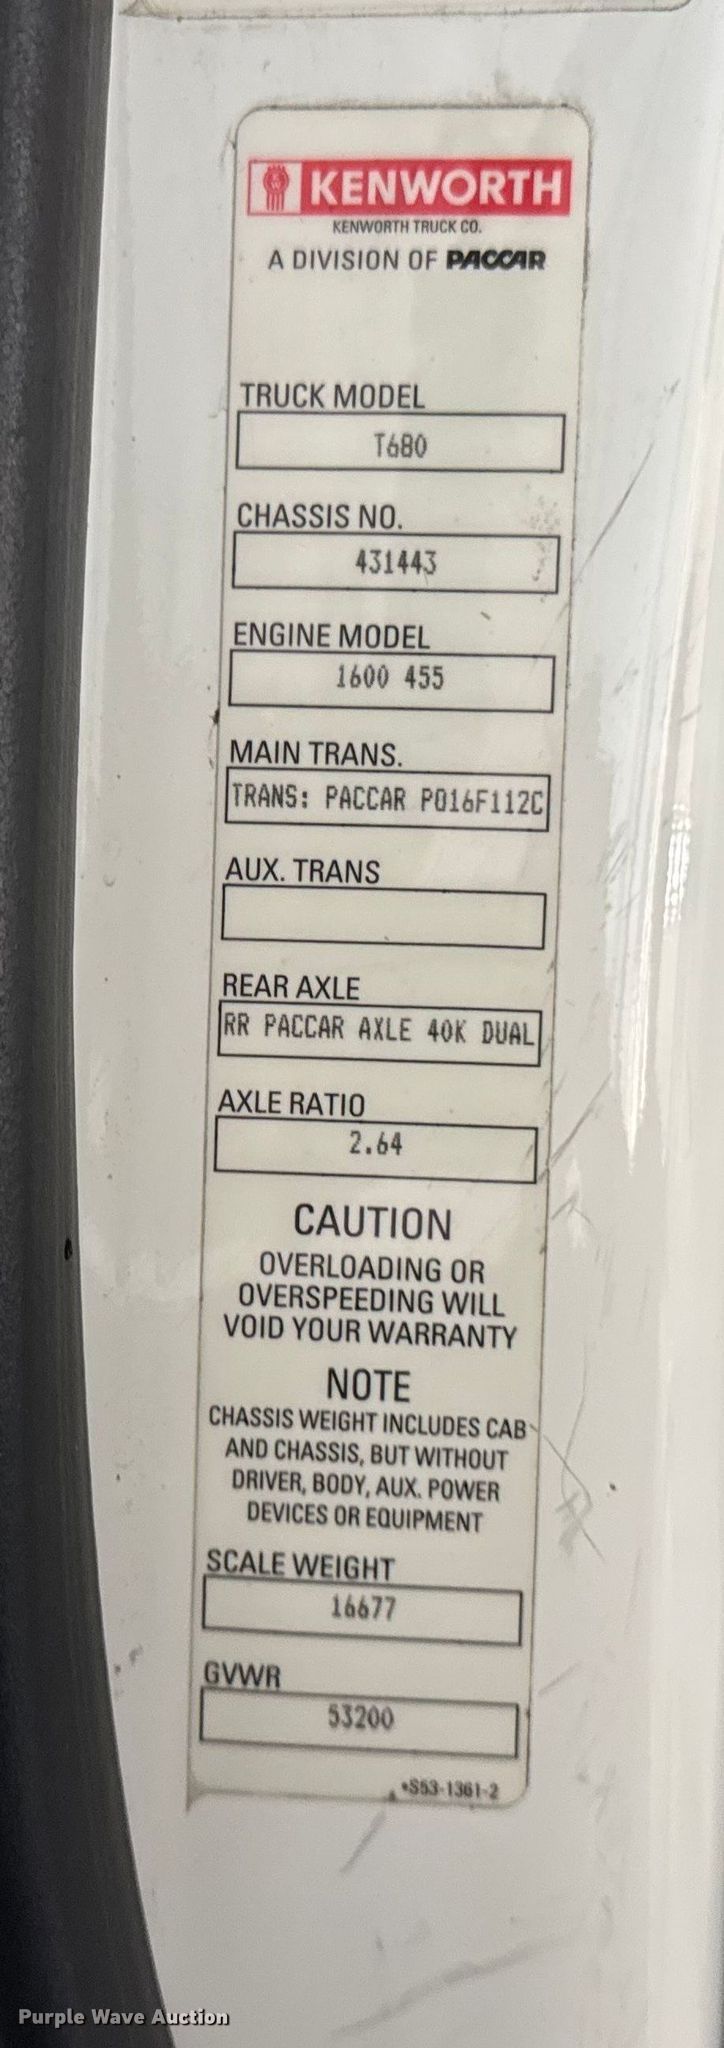 KENWORTH
KENWORTH TRUCK CO.
A DIVISION OF PACCAR
TRUCK MODEL
T680
CHASSIS NO.
431443
ENGINE MODEL
1600 455
MAIN TRANS.
TRANS: PACCAR PO16F112C
AUX. TRANS
REAR AXLE
RR PACCAR AXLE 40K DUAL
AXLE RATIO
2.64
CAUTION
OVERLOADING OR
OVERSPEEDING WILL
VOID YOUR WARRANTY
NOTE
CHASSIS WEIGHT INCLUDES CAB
AND CHASSIS, BUT WITHOUT
DRIVER, BODY, AUX. POWER
DEVICES OR EQUIPMENT
SCALE WEIGHT
16677
GVWR
53200
•S53-1361-2
Purple Wave Auction